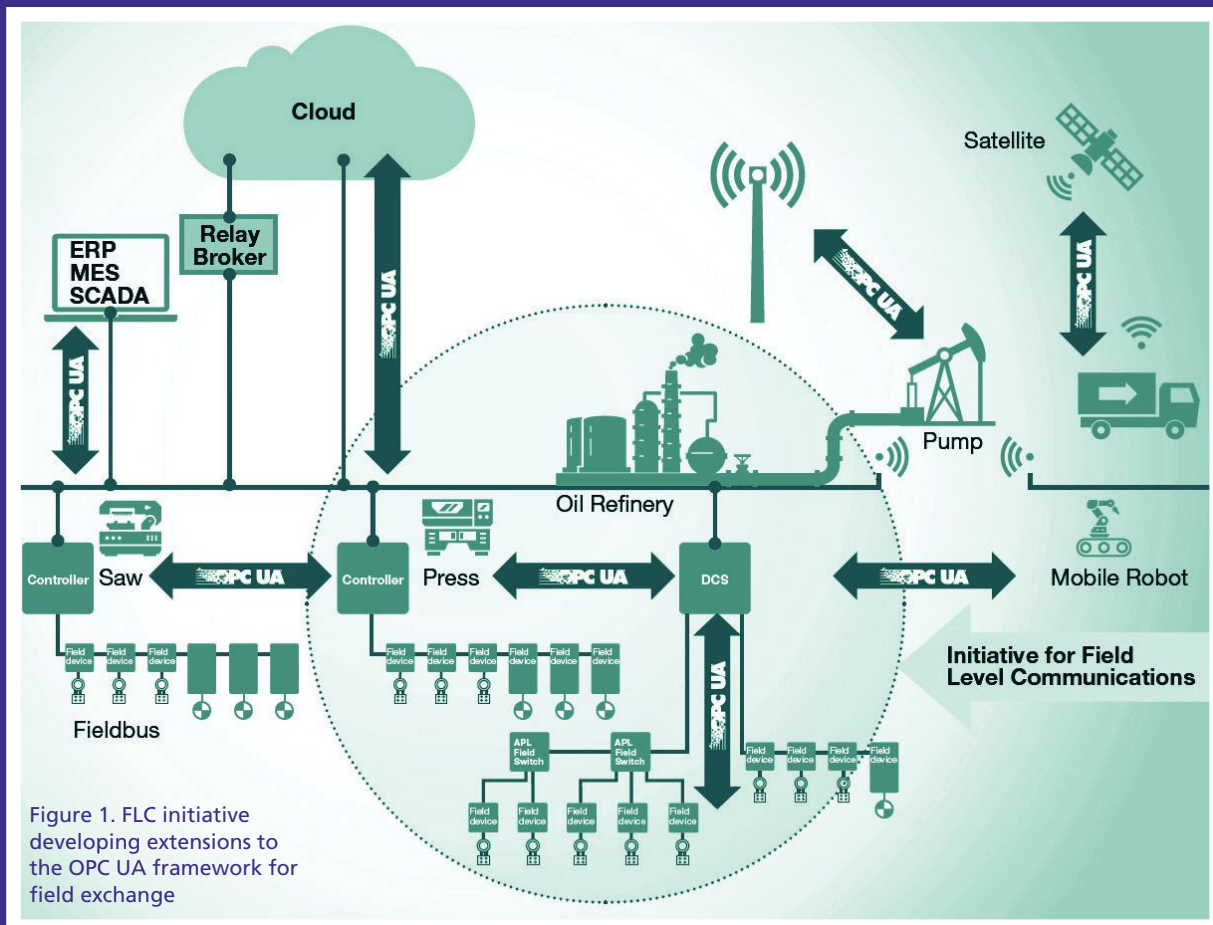 Cloud
Satellite
Relay
Broker
ERP
MES
SCADA
OPC UA
OPC UA
OPC UA
OPC UA
Pump
Oil Refinery
Controller
Saw
OPC UA
Controller
Press
OPC UA
DCS
OPC UA
Mobile Robot
Initiative for Field
Level Communications
Field
device
Field
device
Field
device
Fieldbus
Field
device
Field
device
Field
device
Field
device
Field
device
Field
device
OPC UA
APL
Field
Switch
APL
Field
Switch
Field
device
Field
device
Field
device
Field
device
Field
device
Field
device
Field
device
Field
device
Field
device
Figure 1. FLC initiative
developing extensions to
the OPC UA framework for
field exchange